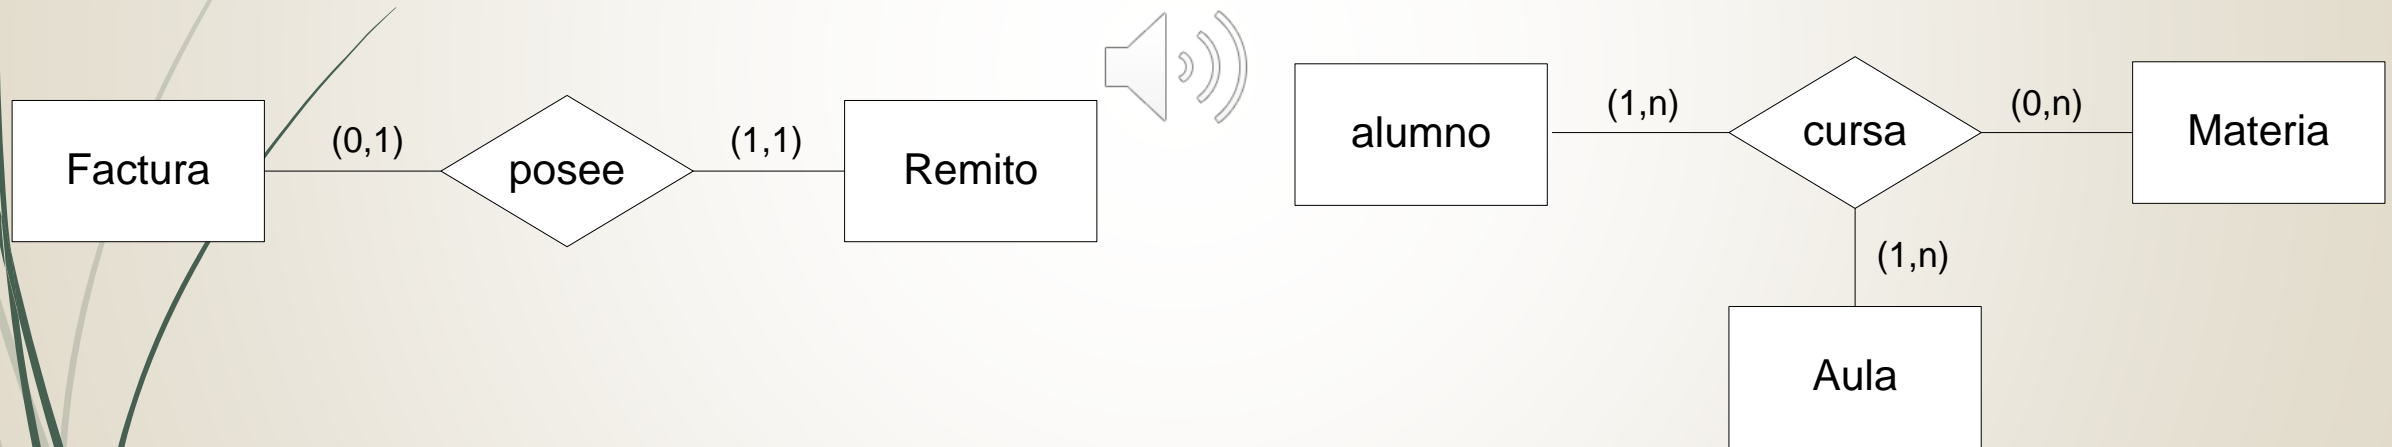 Factura
(0,1)
posee
(1,1)
Remito
alumno
(1,n)
cursa
(0,n)
Materia
(1,n)
Aula